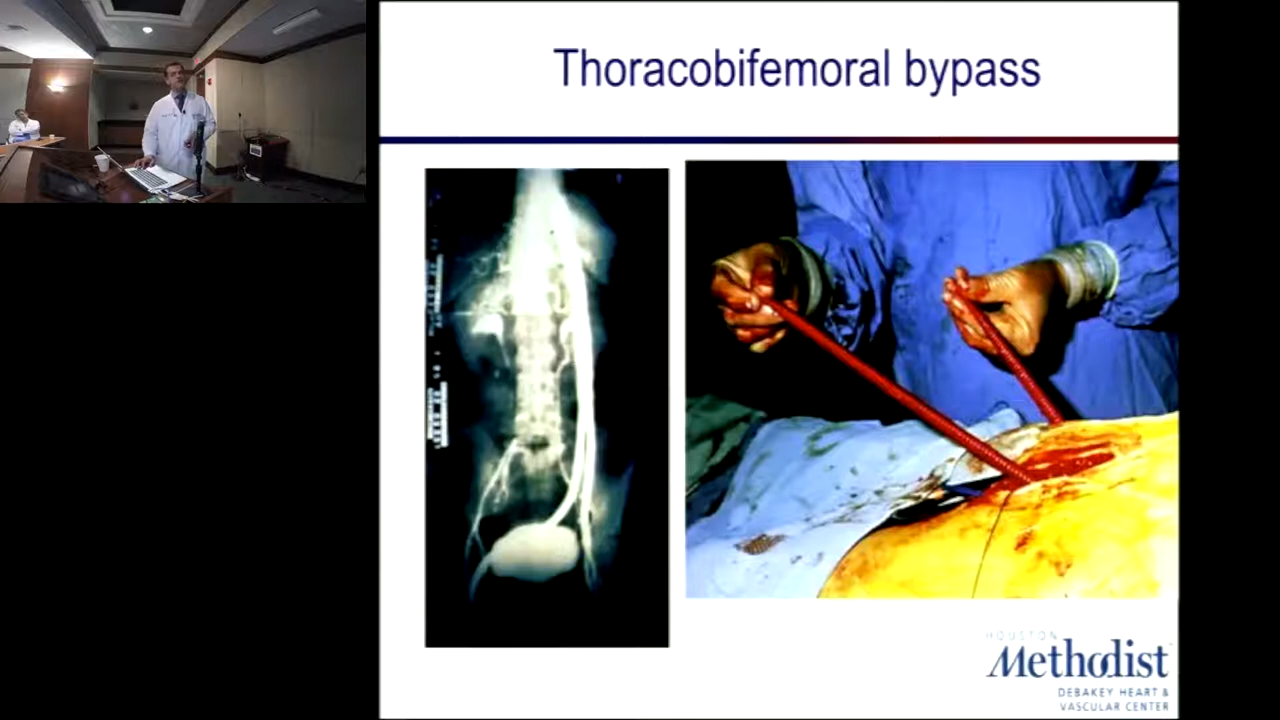 Thoracobifemoral bypass
HOUSTON
Methodist
DEBAKEY HEART &
VASCULAR CENTER